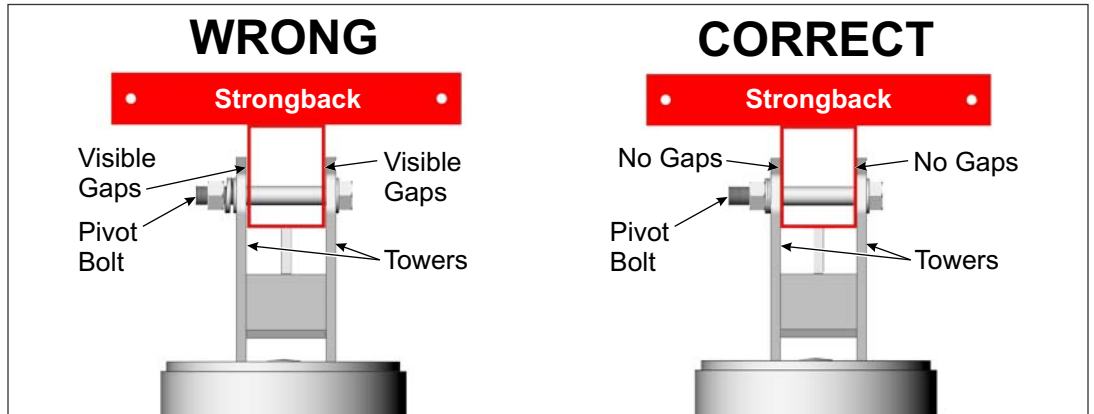 WRONG
Strongback
Visible
Gaps
Visible
Gaps
Pivot
Bolt
Towers
CORRECT
Strongback
No Gaps
No Gaps
Pivot
Bolt
Towers